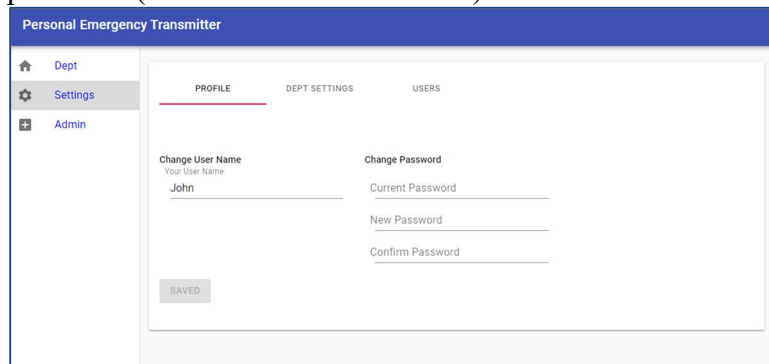 Personal Emergency Transmitter
Dept
Settings
Admin
PROFILE DEPT SETTINGS USERS
Change User Name
Your User Name
John
Change Password
Current Password
New Password
Confirm Password
SAVED